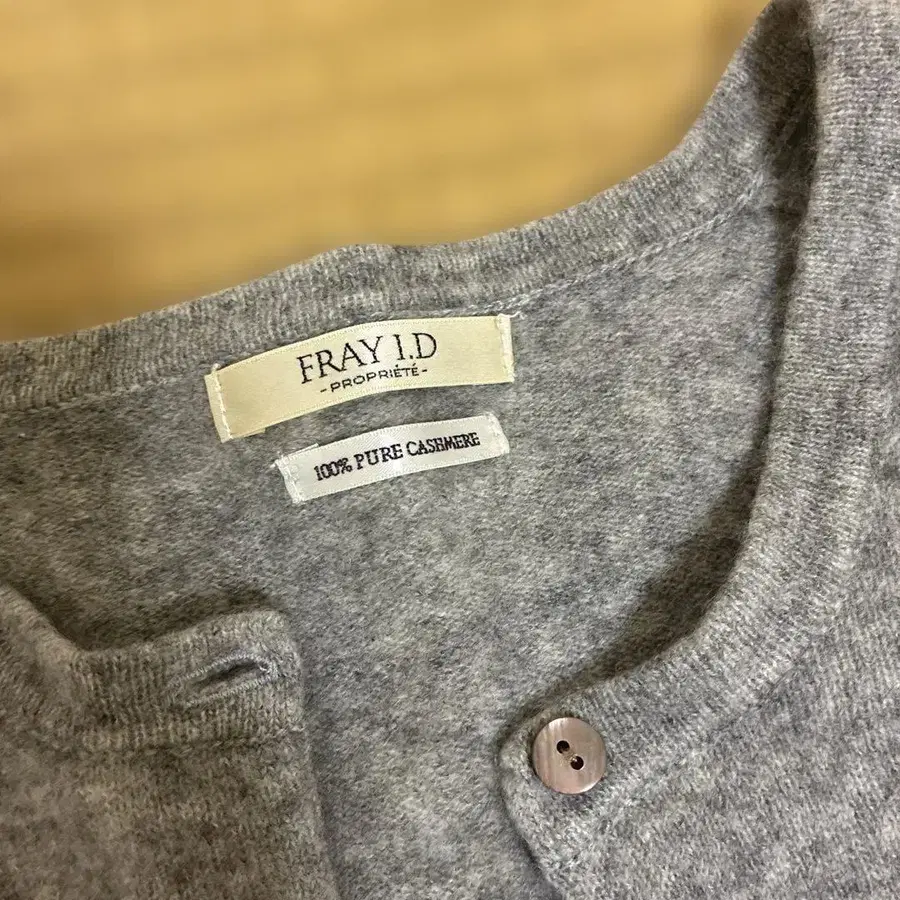 FRAY I.D
-PROPRIÉTÉ-
100% PURE CASHMERE